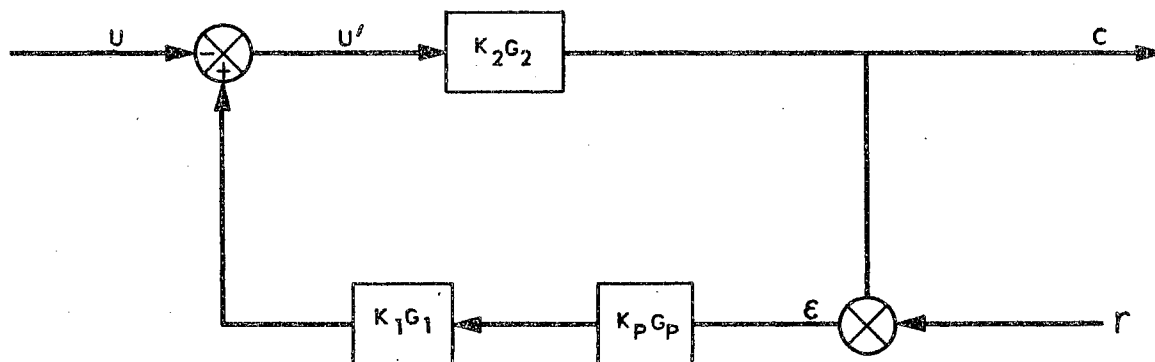 U
-
+
U'
K₂G₂
C
K₁G₁
KₚGₚ
ε
r